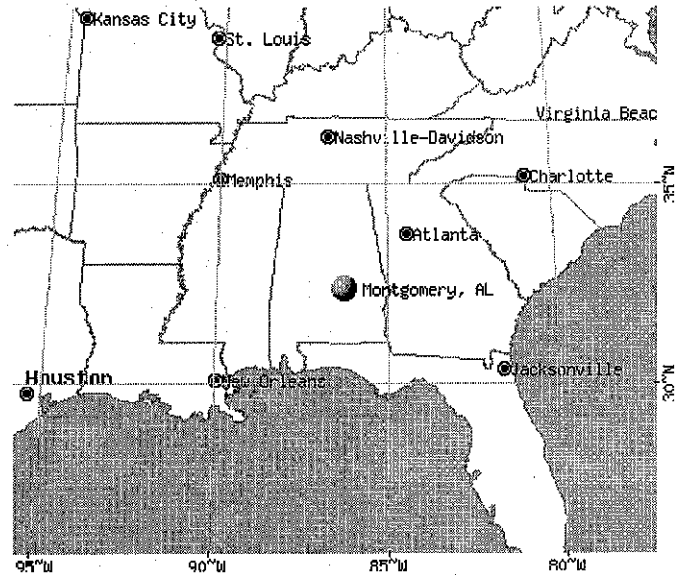 Kansas City
St. Louis
Virginia Beac
Nashville-Davidson
Memphis
Charlotte
35~N
Atlanta
Montgomery, AL
Houston
New Orleans
Jacksonville
30~N
95~W
90~W
85~W
80~W